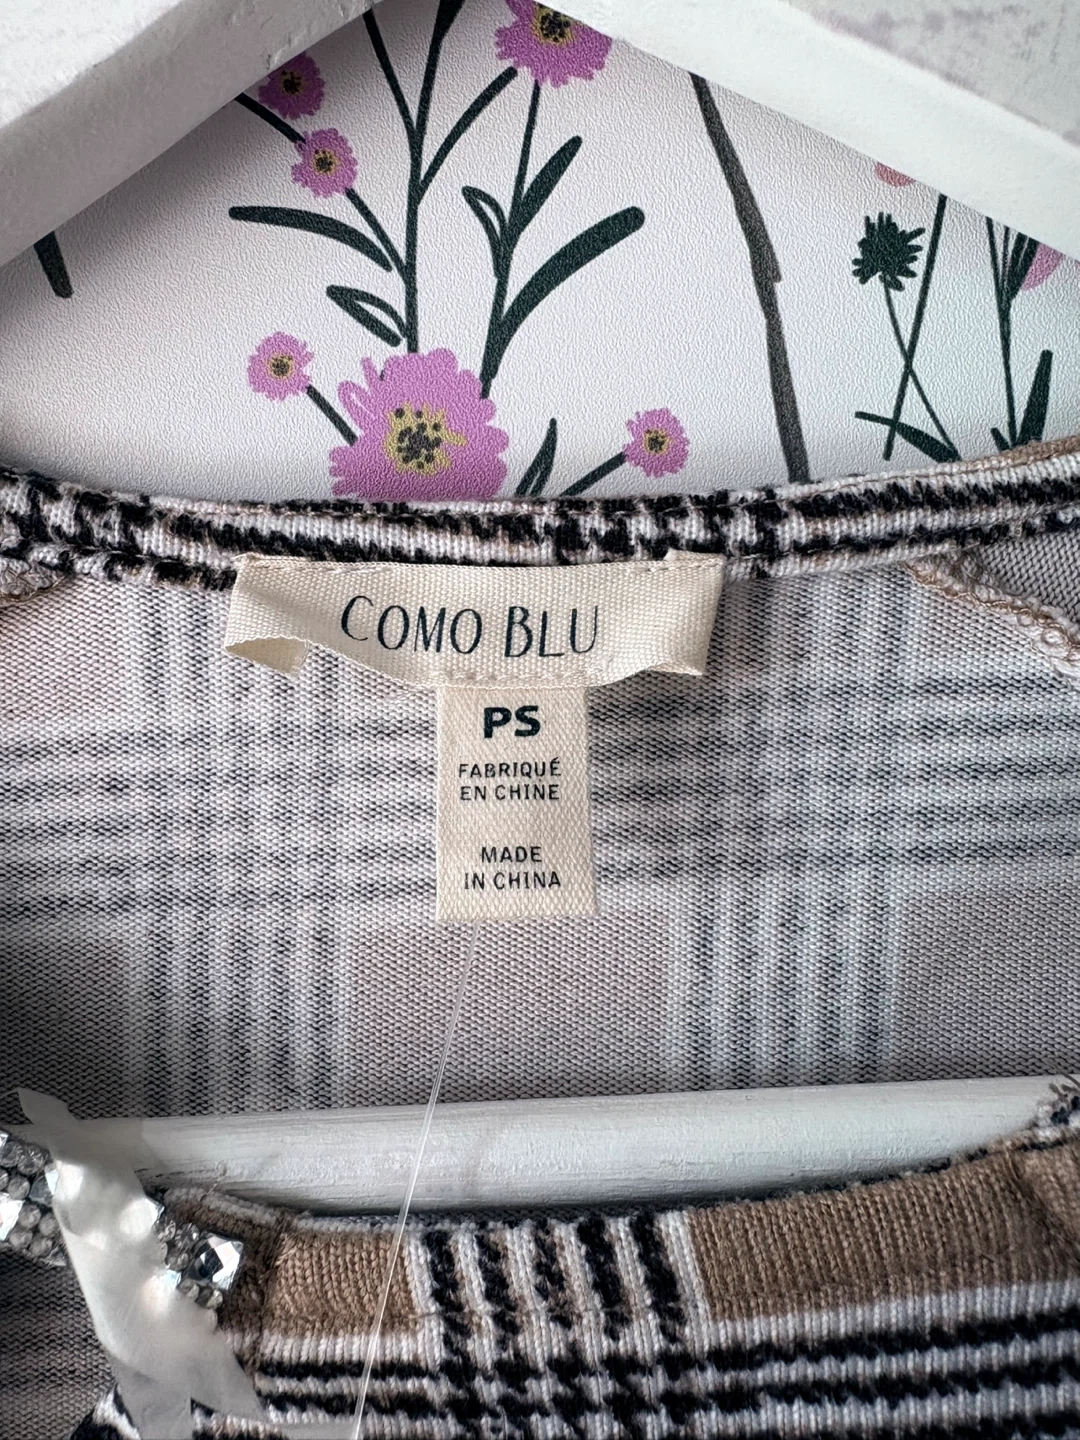 COMO BLU
PS
FABRIQUÉ
EN CHINE
MADE
IN CHINA